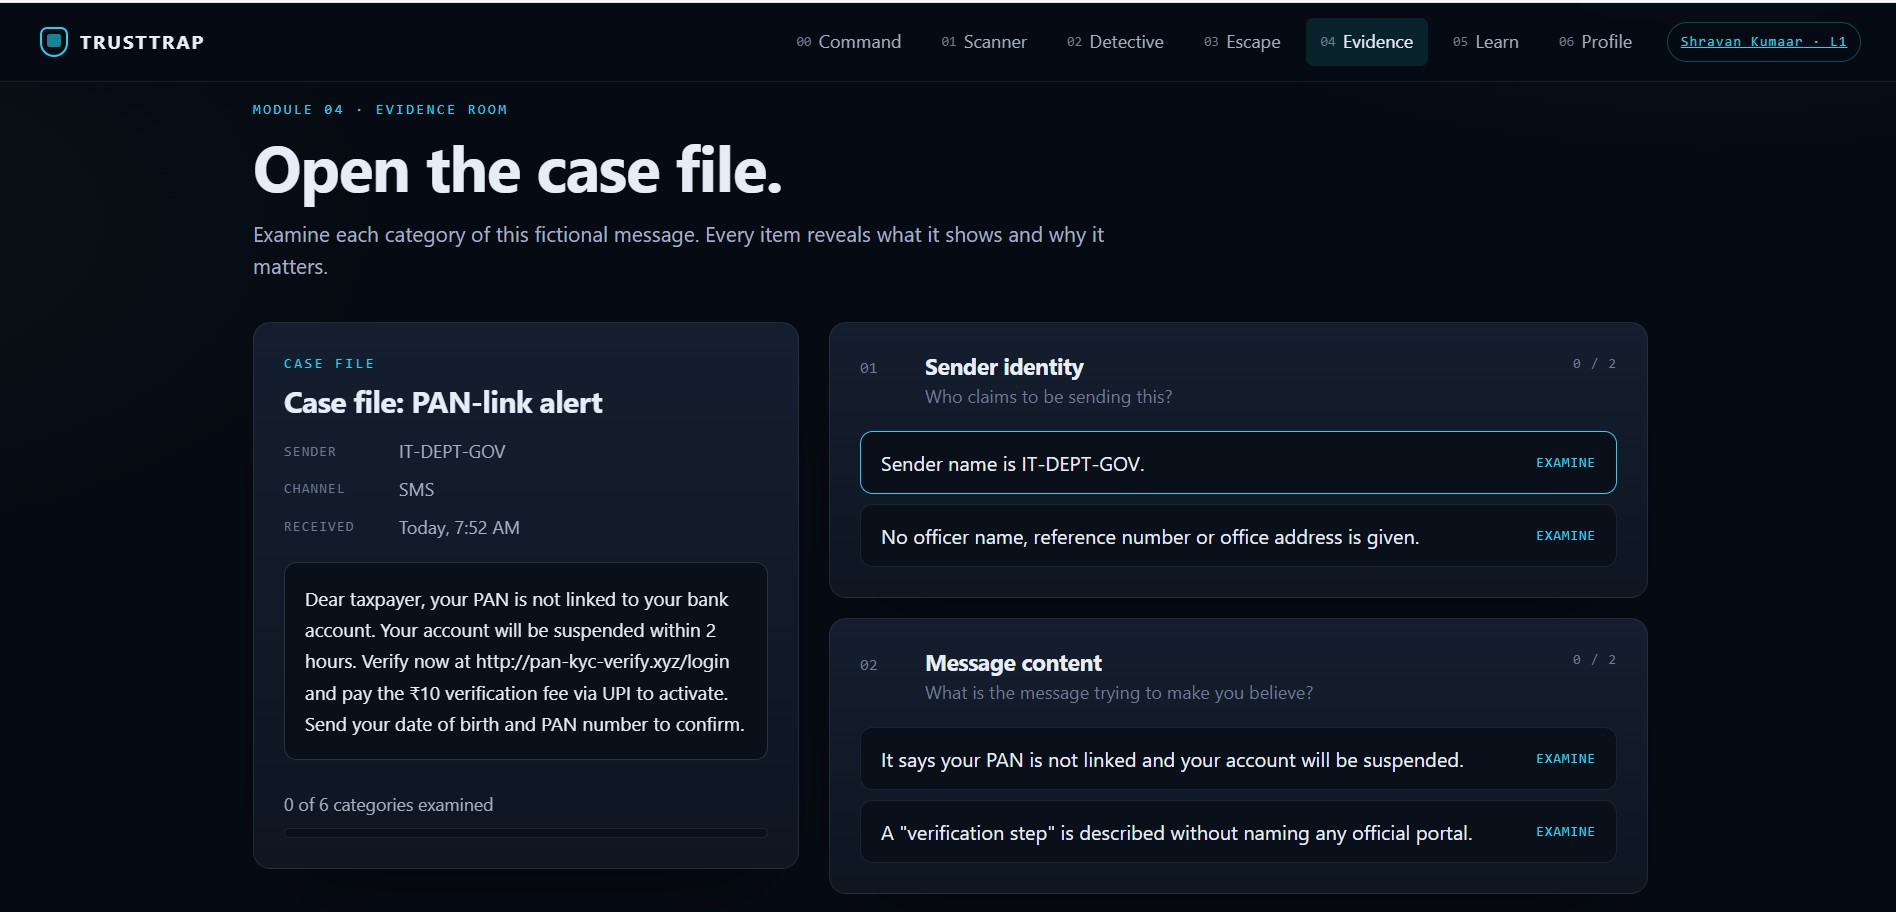 TRUSTTRAP
00 Command
01 Scanner
02 Detective
03 Escape
04 Evidence
05 Learn
06 Profile
Shravan Kumaar · L1
MODULE 04 · EVIDENCE ROOM
Open the case file.
Examine each category of this fictional message. Every item reveals what it shows and why it
matters.
CASE FILE
Case file: PAN-link alert
SENDER IT-DEPT-GOV
CHANNEL SMS
RECEIVED Today, 7:52 AM
Dear taxpayer, your PAN is not linked to your bank
account. Your account will be suspended within 2
hours. Verify now at http://pan-kyc-verify.xyz/login
and pay the ₹10 verification fee via UPI to activate.
Send your date of birth and PAN number to confirm.
0 of 6 categories examined
01 Sender identity 0 / 2
Who claims to be sending this?
Sender name is IT-DEPT-GOV. EXAMINE
No officer name, reference number or office address is given. EXAMINE
02 Message content 0 / 2
What is the message trying to make you believe?
It says your PAN is not linked and your account will be suspended. EXAMINE
A "verification step" is described without naming any official portal. EXAMINE